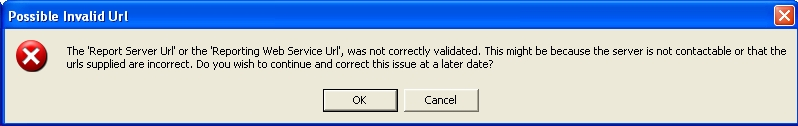 Possible Invalid Url
The 'Report Server Url' or the 'Reporting Web Service Url', was not correctly validated. This might be because the server is not contactable or that the
urls supplied are incorrect. Do you wish to continue and correct this issue at a later date?
OK Cancel